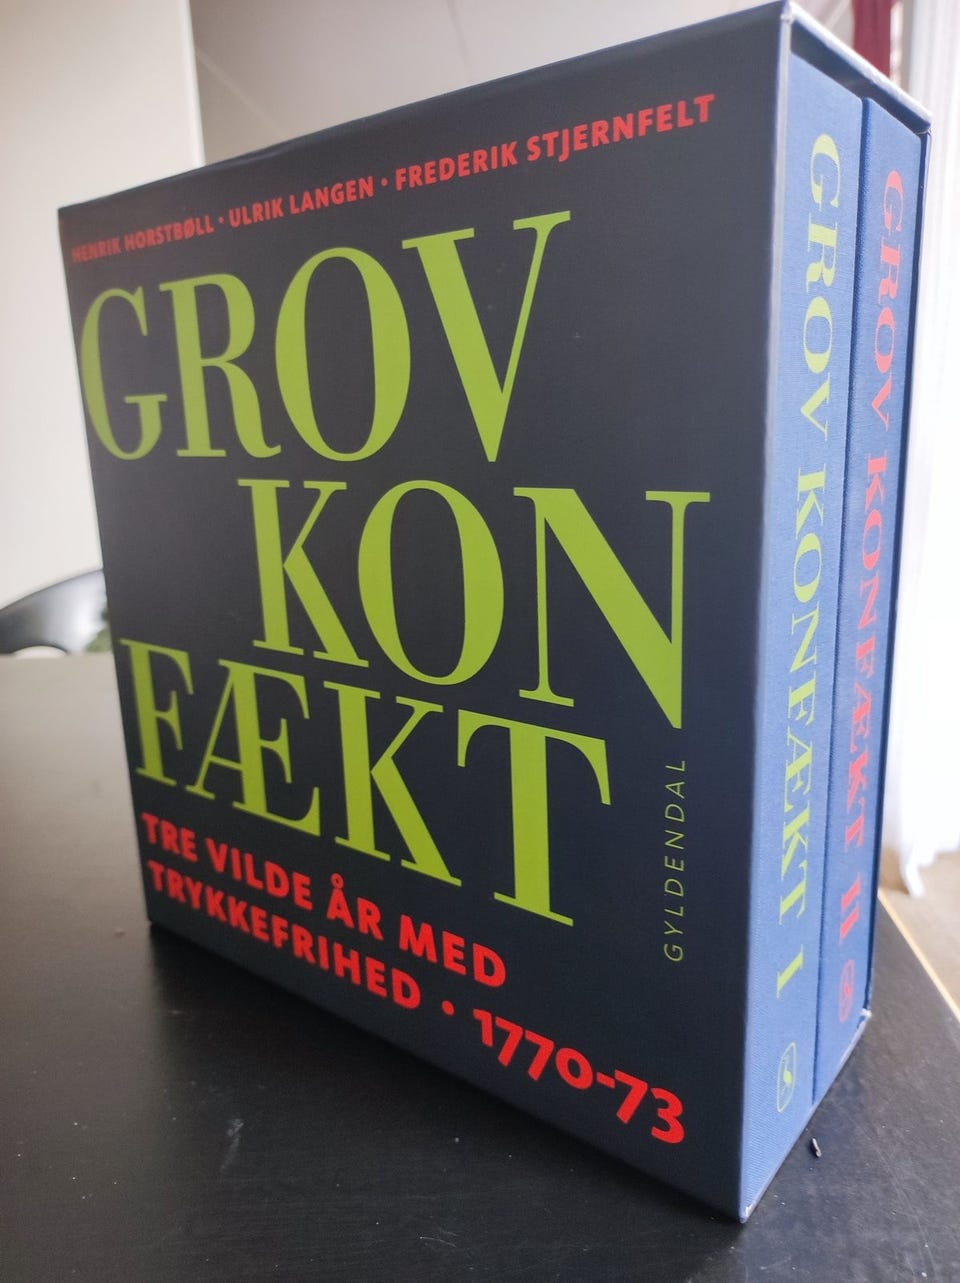 HENRIK HORSTBØLL · ULRIK LANGEN · FREDERIK STJERNFELT
GROV
KON
FÆKT
TRE VILDE ÅR MED
TRYKKEFRIHED · 1770-73
GYLDENDAL
GROV KONFÆKT I
GROV KONFÆKT II